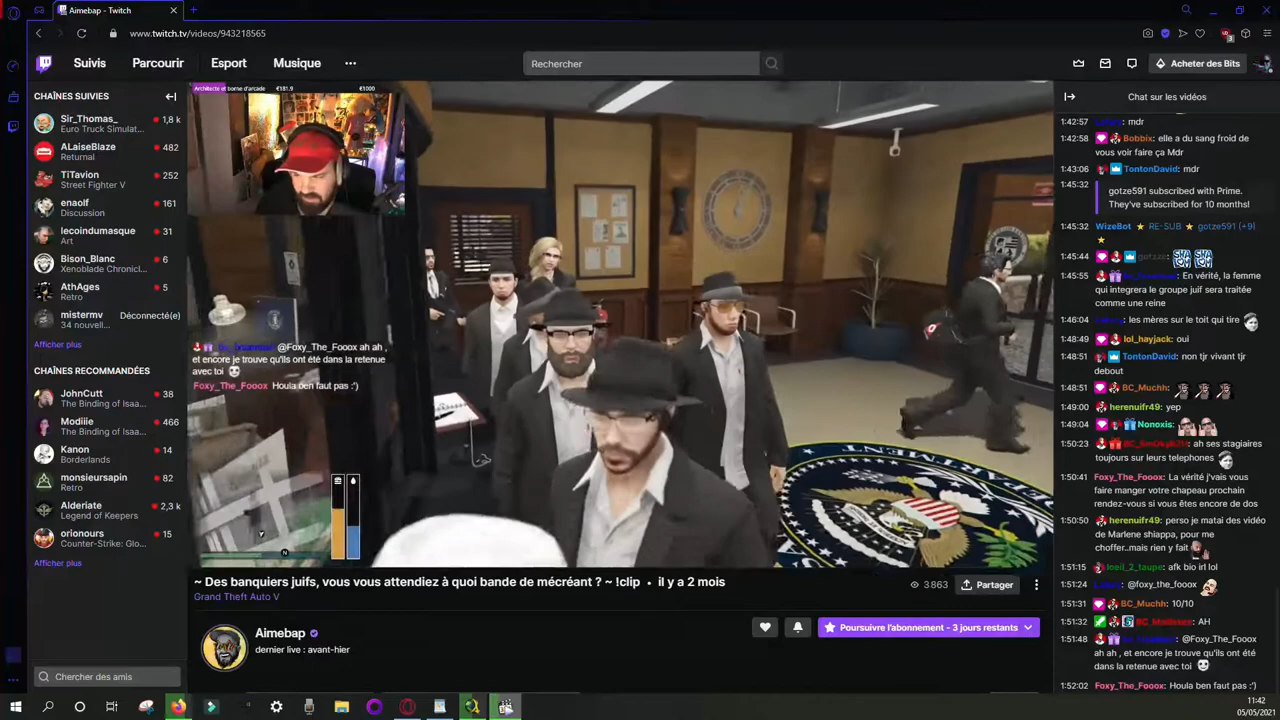 Aimebap - Twitch
www.twitch.tv/videos/943218565
Suivis
Parcourir
Esport
Musique
Rechercher
Acheter des Bits
CHAÎNES SUIVIES
Sir_Thomas_
1,8 k
Euro Truck Simulat...
ALaiseBlaze
482
Returnal
TiTavion
252
Street Fighter V
enaolf
161
Discussion
lecoindumasque
31
Art
Bison_Blanc
6
Xenoblade Chronicl...
AthAges
5
Retro
mistermv
Déconnecté(e)
34 nouvell...
Afficher plus
CHAÎNES RECOMMANDÉES
JohnCutt
38
The Binding of Isaa...
Modiiie
466
The Binding of Isaa...
Kanon
14
Borderlands
monsieursapin
82
Retro
Alderiate
2,3 k
Legend of Keepers
orionours
15
Counter-Strike: Glo...
Afficher plus
Chercher des amis
Architecte et borne d'arcade
€181.9
€1000
@Foxy_The_Fooox ah ah ,
et encore je trouve qu'ils ont été dans la retenue
avec toi
Foxy_The_Fooox Houla ben faut pas :')
N
~ Des banquiers juifs, vous vous attendiez à quoi bande de mécréant ? ~ !clip • il y a 2 mois
Grand Theft Auto V
3 863
Partager
Aimebap
dernier live : avant-hier
Poursuivre l'abonnement - 3 jours restants
Chat sur les vidéos
1:42:57
: mdr
1:42:58
Bobbix: elle a du sang froid de
vous voir faire ça Mdr
1:43:06
TontonDavid: mdr
1:45:32
gotze591 subscribed with Prime.
They've subscribed for 10 months!
1:45:32
WizeBot ★ RE-SUB ★ gotze591 (+9)
★
1:45:44
1:45:55
: En vérité, la femme
qui integrera le groupe juif sera traitée
comme une reine
1:46:04
: les mères sur le toit qui tire
1:48:49
lol_hayjack: oui
1:48:51
TontonDavid: non tjr vivant tjr
debout
1:48:51
BC_Muchh:
1:49:00
herenuifr49: yep
1:49:04
Nonoxis:
1:50:23
: ah ses stagiaires
toujours sur leurs telephones
1:50:41
Foxy_The_Fooox: La vérité j'vais vous
faire manger votre chapeau prochain
rendez-vous si vous êtes encore de dos
1:50:50
herenuifr49: perso je matai des vidéo
de Marlene shiappa, pour me
choffer..mais rien y fait
1:51:15
loeil_2_taupe: afk bio irl lol
1:51:24
: @foxy_the_fooox
1:51:31
BC_Muchh: 10/10
1:51:32
: AH
1:51:48
: @Foxy_The_Fooox
ah ah , et encore je trouve qu'ils ont été
dans la retenue avec toi
1:52:02
Foxy_The_Fooox: Houla ben faut pas :')
11:42
05/05/2021